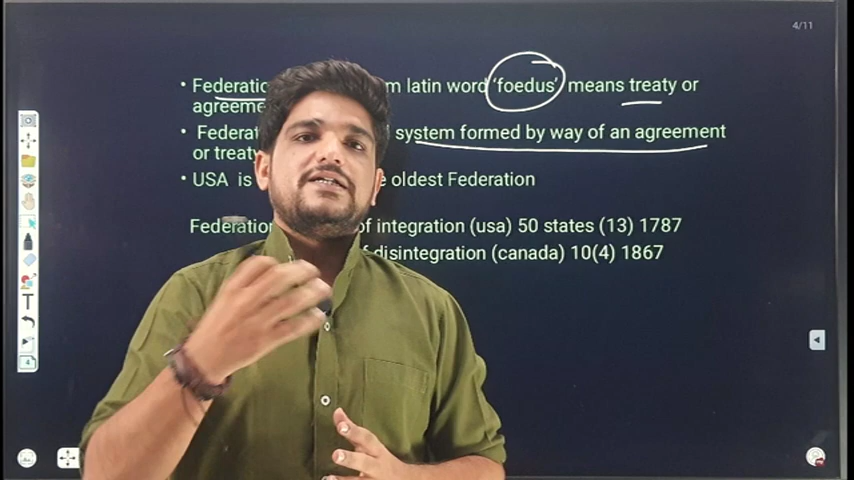 4/11
• Federatio m latin word 'foedus' means treaty or
agreeme
• Federat system formed by way of an agreement
or treaty
• USA is e oldest Federation
Federation of integration (usa) 50 states (13) 1787
f disintegration (canada) 10(4) 1867
T
4